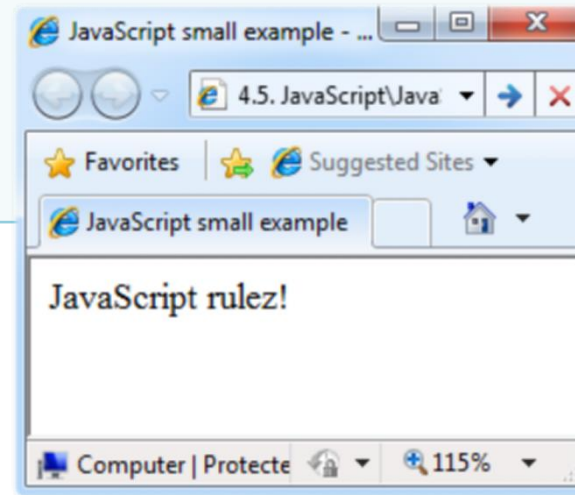 JavaScript small example - ...
4.5. JavaScript\Java
Favorites Suggested Sites
JavaScript small example
JavaScript rulez!
Computer | Protecte 115%